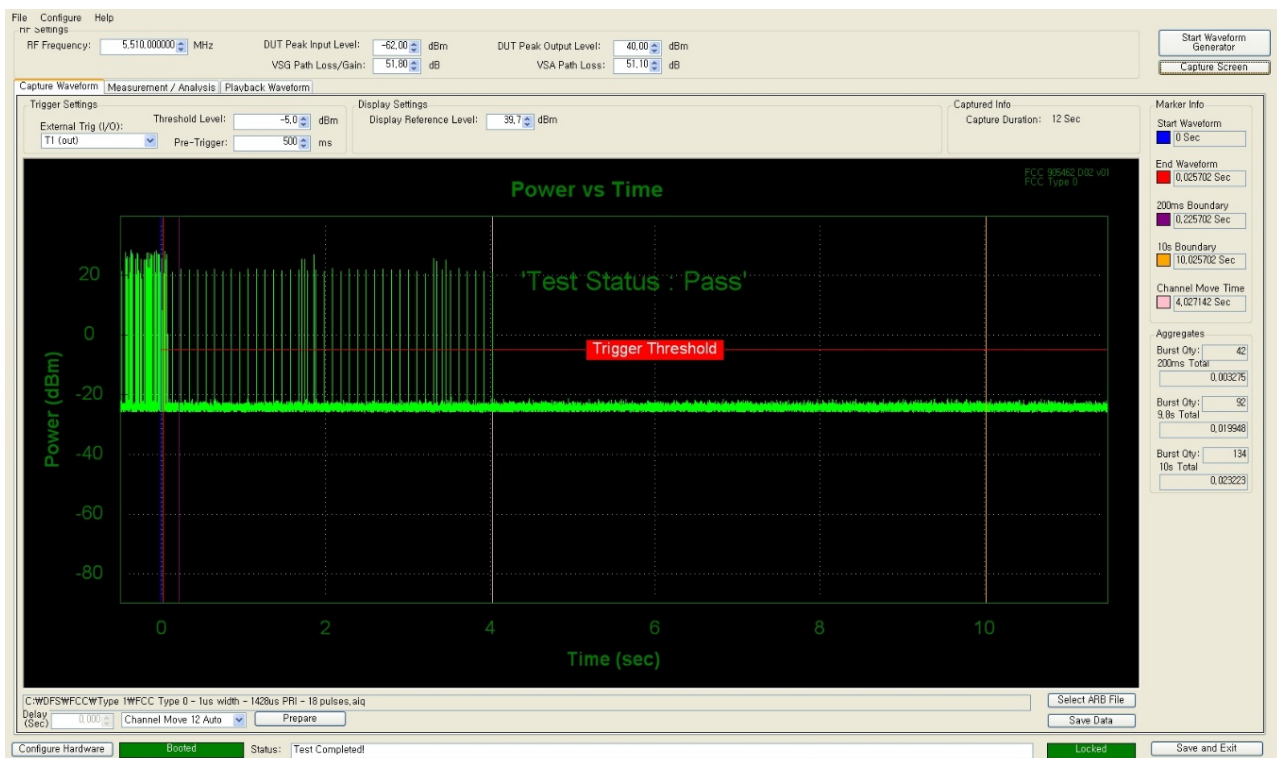 File Configure Help
RF Settings
RF Frequency: 5,510.000000 MHz DUT Peak Input Level: -62,00 dBm DUT Peak Output Level: 40,00 dBm
VSG Path Loss/Gain: 51,80 dB VSA Path Loss: 51,10 dB
Start Waveform Generator
Capture Screen
Capture Waveform Measurement / Analysis Playback Waveform
Trigger Settings
External Trig (I/O): Threshold Level: -5,0 dBm
T1 (out) Pre-Trigger: 500 ms
Display Settings
Display Reference Level: 39,7 dBm
Captured Info
Capture Duration: 12 Sec
Marker Info
Start Waveform
0 Sec
End Waveform
0,025702 Sec
200ms Boundary
0,225702 Sec
10s Boundary
10,025702 Sec
Channel Move Time
4,027142 Sec
Aggregates
Burst Qty: 42
200ms Total
0,003275
Burst Qty: 92
9,8s Total
0,019948
Burst Qty: 134
10s Total
0,023223
FCC 905462 D02 v01
FCC Type 0
Power vs Time
'Test Status : Pass'
Trigger Threshold
Power (dBm)
20
0
-20
-40
-60
-80
0 2 4 6 8 10
Time (sec)
C:₩DFS₩FCC₩Type 1₩FCC Type 0 - 1us width - 1428us PRI - 18 pulses,aiq
Select ARB File
Delay (Sec) 0,000 Channel Move 12 Auto Prepare
Save Data
Configure Hardware Booted Status: Test Completed! Locked Save and Exit